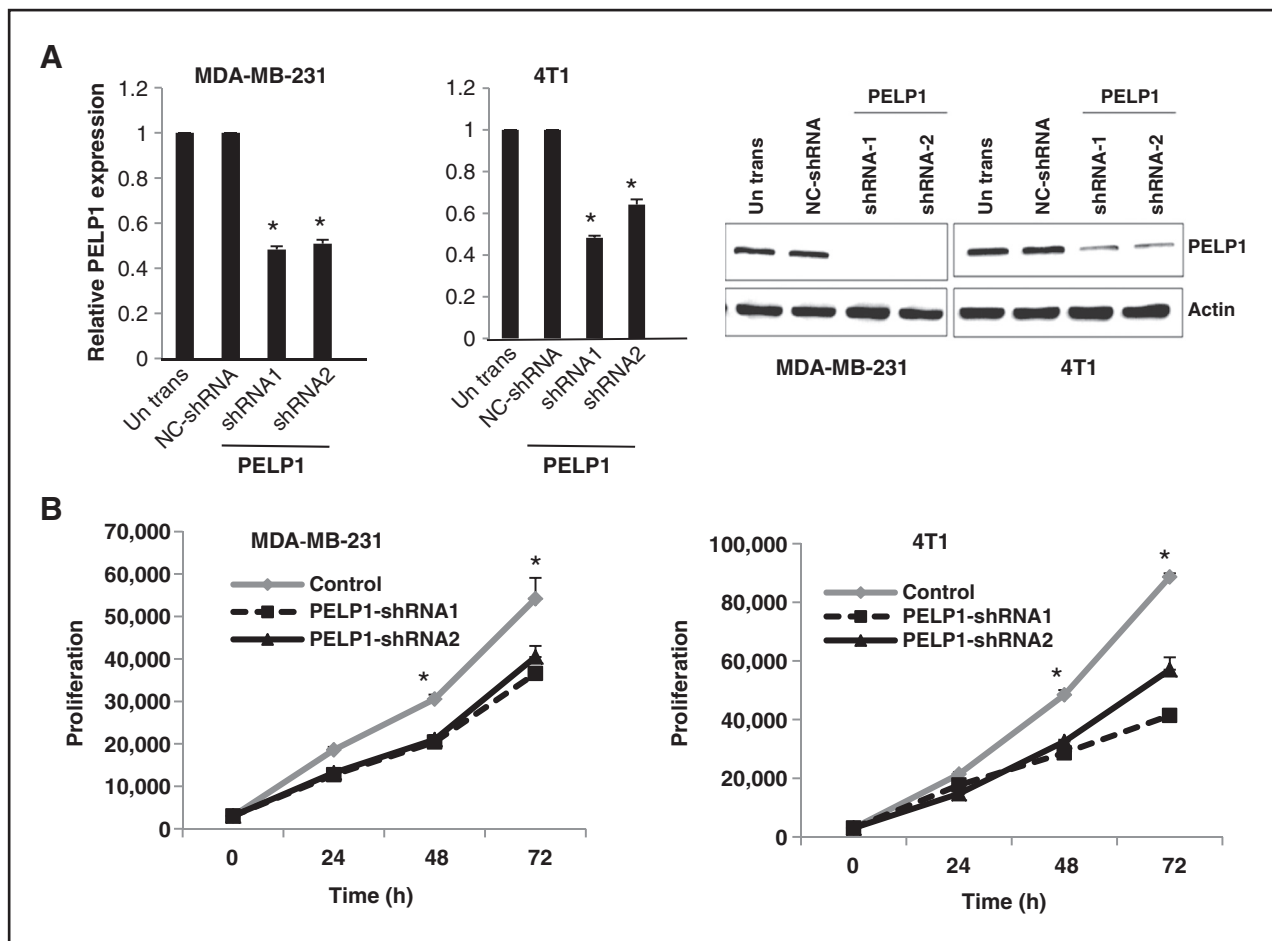 A
MDA-MB-231
Relative PELP1 expression
1.2
1
0.8
0.6
0.4
0.2
0
*
*
Un trans
NC-shRNA
shRNA1
shRNA2
PELP1
4T1
1.2
1
0.8
0.6
0.4
0.2
0
*
*
Un trans
NC-shRNA
shRNA1
shRNA2
PELP1
PELP1
PELP1
Un trans
NC-shRNA
shRNA-1
shRNA-2
Un trans
NC-shRNA
shRNA-1
shRNA-2
PELP1
Actin
MDA-MB-231
4T1
B
MDA-MB-231
Control
PELP1-shRNA1
PELP1-shRNA2
Proliferation
70,000
60,000
50,000
40,000
30,000
20,000
10,000
0
*
*
0
24
48
72
Time (h)
4T1
Control
PELP1-shRNA1
PELP1-shRNA2
Proliferation
100,000
80,000
60,000
40,000
20,000
0
*
*
0
24
48
72
Time (h)